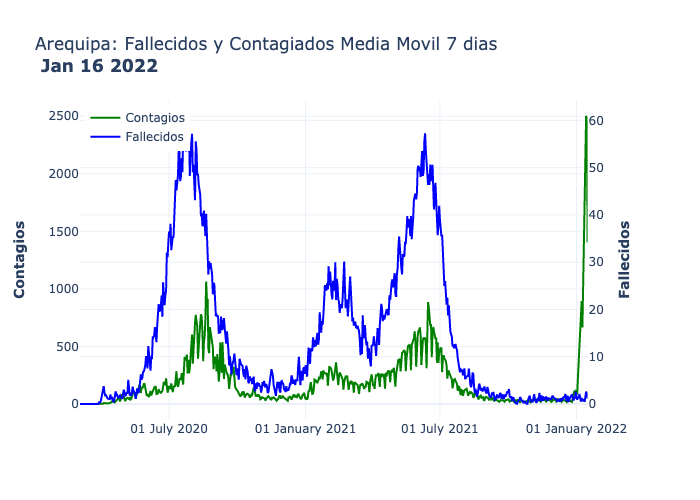 Arequipa: Fallecidos y Contagiados Media Movil 7 dias
Jan 16 2022
Contagios
Fallecidos
2500
2000
1500
1000
500
0
60
50
40
30
20
10
0
Contagios
Fallecidos
01 July 2020
01 January 2021
01 July 2021
01 January 2022